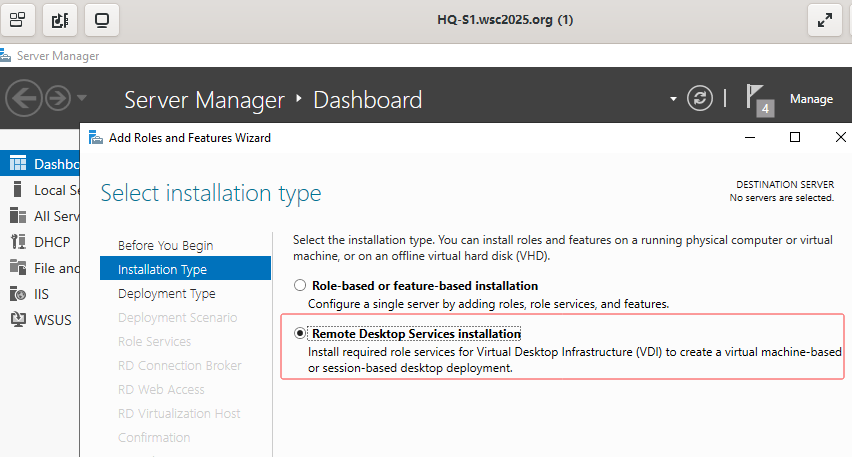 HQ-S1.wsc2025.org (1)
Server Manager
Server Manager ‣ Dashboard
4
Manage
Add Roles and Features Wizard
Select installation type
DESTINATION SERVER
No servers are selected.
Dashbo
Local Se
All Serv
DHCP
File and
IIS
WSUS
Before You Begin
Installation Type
Deployment Type
Deployment Scenario
Role Services
RD Connection Broker
RD Web Access
RD Virtualization Host
Confirmation
Select the installation type. You can install roles and features on a running physical computer or virtual
machine, or on an offline virtual hard disk (VHD).
Role-based or feature-based installation
Configure a single server by adding roles, role services, and features.
Remote Desktop Services installation
Install required role services for Virtual Desktop Infrastructure (VDI) to create a virtual machine-based
or session-based desktop deployment.